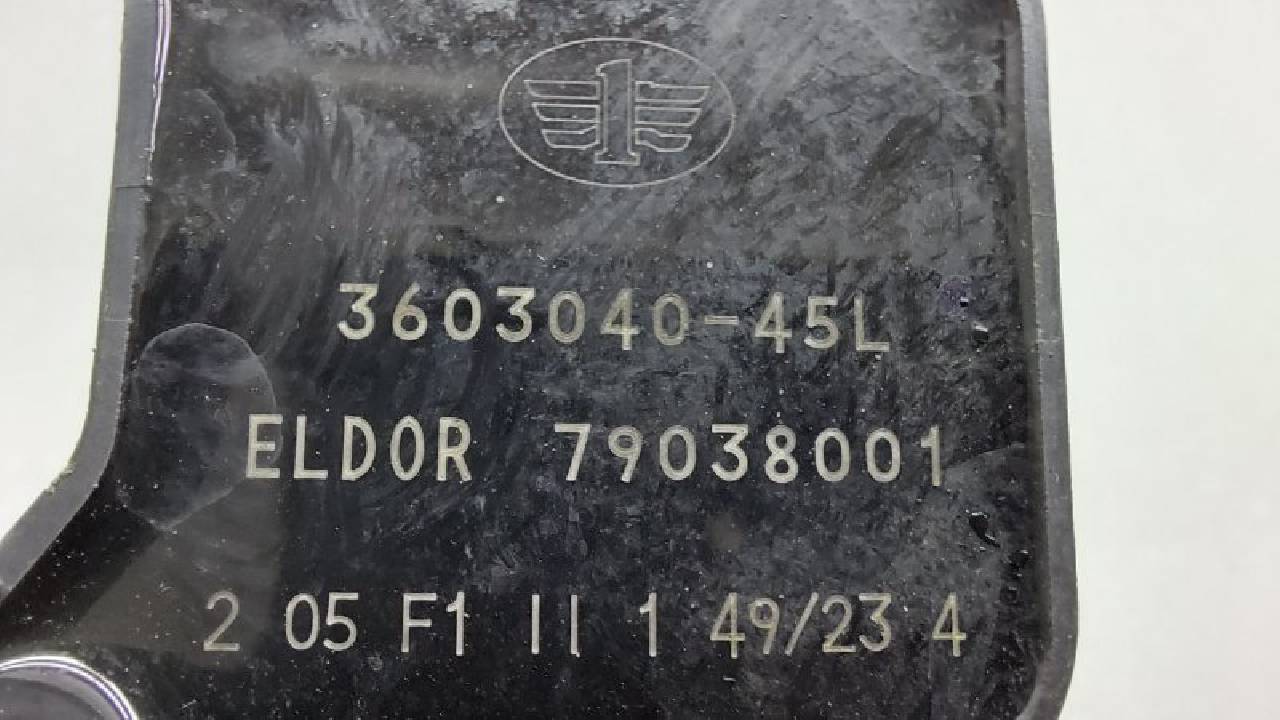 3603040-45L
ELDOR 79038001
2 05 F1 II 1 49/23 4